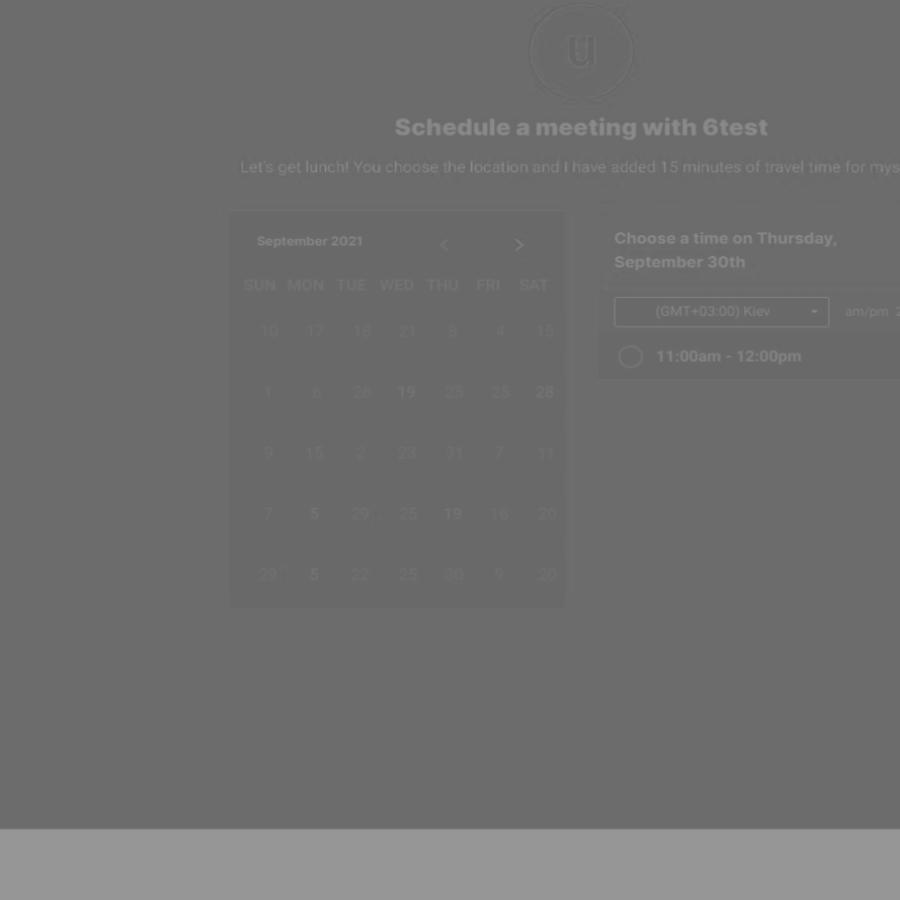 U
Schedule a meeting with 6test
Let's get lunch! You choose the location and I have added 15 minutes of travel time for mys
September 2021 < >
SUN MON TUE WED THU FRI SAT
10 17 18 21 8 4 15
1 6 26 19 25 25 28
9 15 2 23 31 7 11
7 5 29 25 19 16 20
29 5 22 25 30 9 20
Choose a time on Thursday,
September 30th
(GMT+03:00) Kiev
am/pm
11:00am - 12:00pm